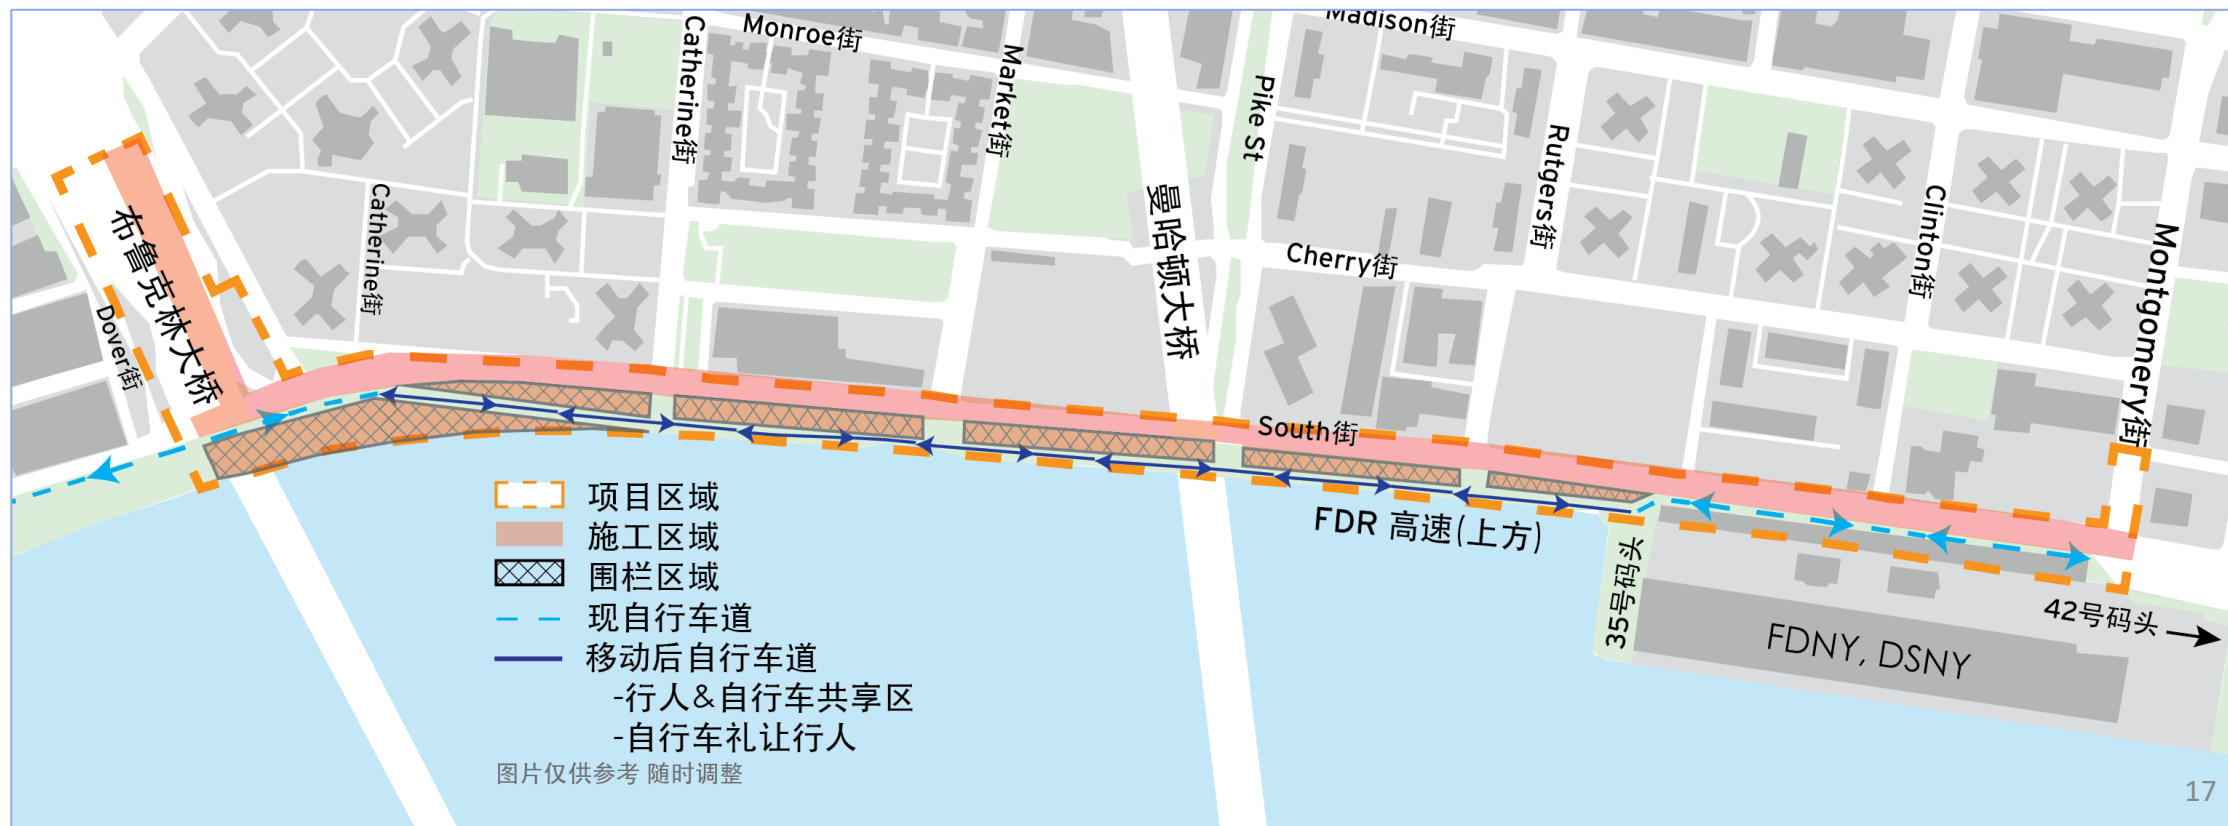 Monroe街
Madison街
Catherine街
Market街
Pike St
Rutgers街
Catherine街
Clinton街
Montgomery街
曼哈顿大桥
Cherry街
布鲁克林大桥
Dover街
South街
项目区域
施工区域
围栏区域
现自行车道
移动后自行车道
-行人&自行车共享区
-自行车礼让行人
图片仅供参考 随时调整
FDR 高速(上方)
35号码头
42号码头
FDNY, DSNY
17